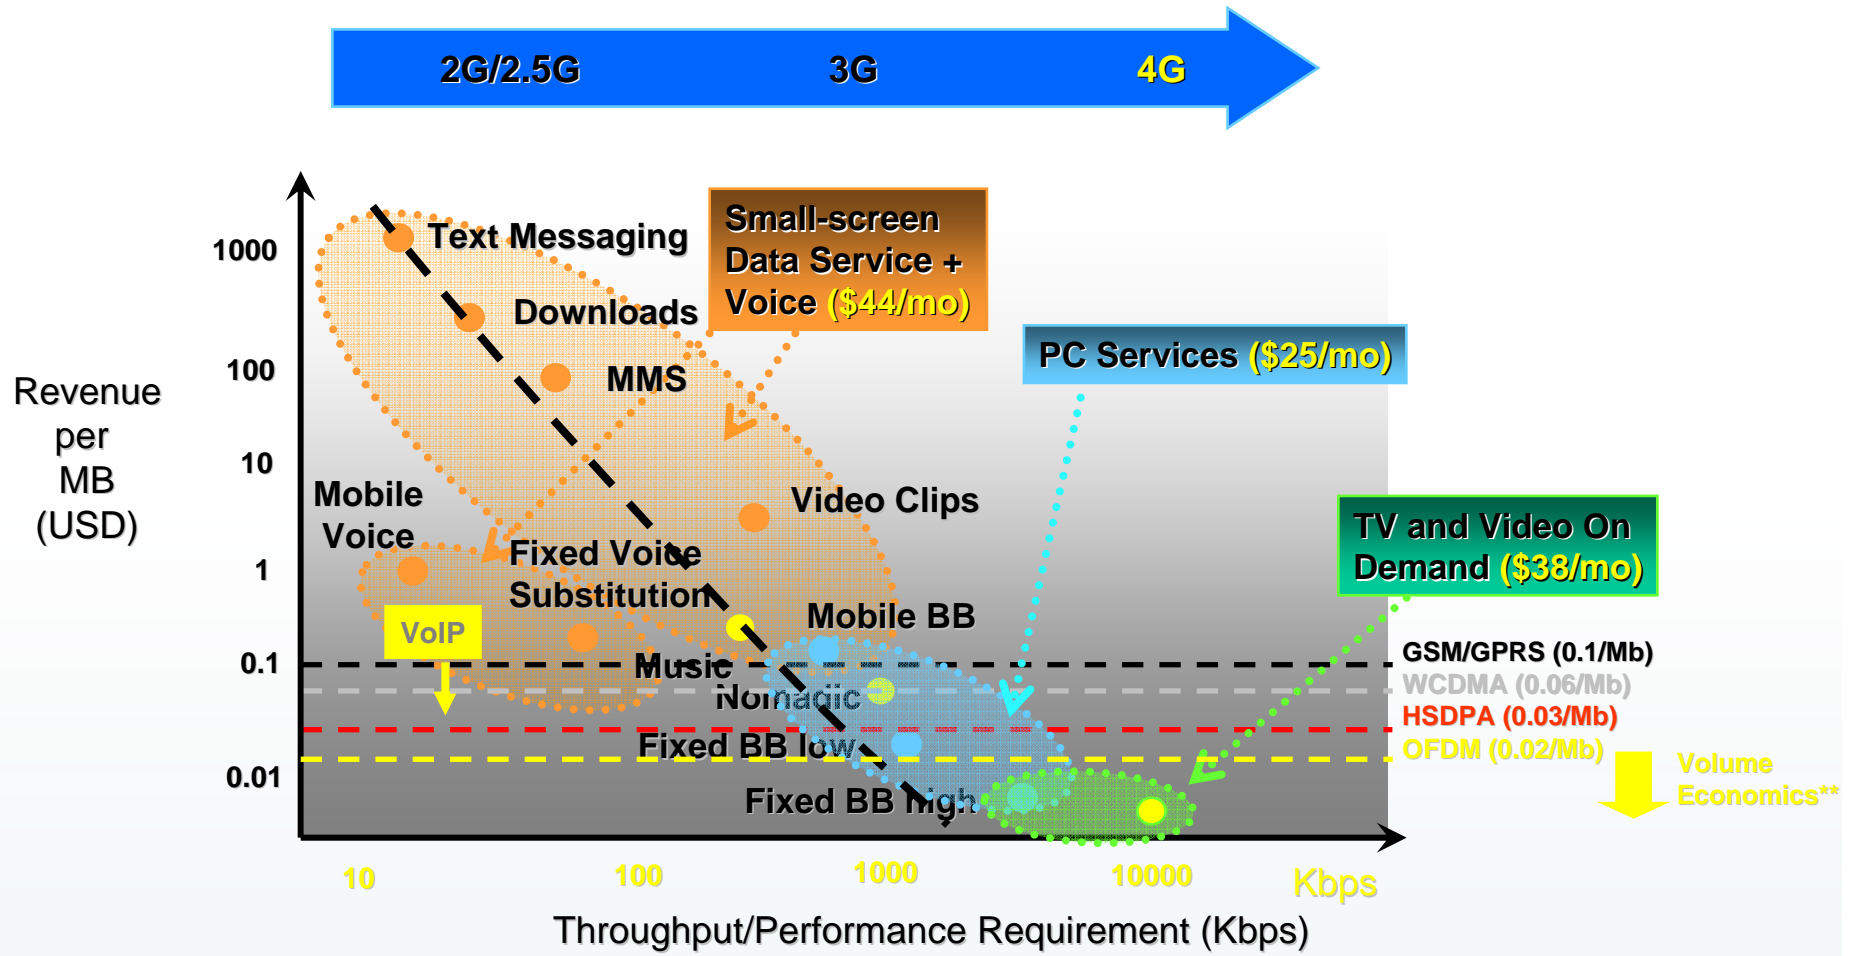 2G/2.5G
3G
4G
Small-screen
Data Service +
Voice ($44/mo)
PC Services ($25/mo)
TV and Video On
Demand ($38/mo)
Revenue
per
MB
(USD)
1000
100
10
1
0.1
0.01
Text Messaging
Downloads
MMS
Video Clips
Mobile
Voice
Fixed Voice
Substitution
VoIP
Mobile BB
Music
Nomadic
Fixed BB low
Fixed BB high
GSM/GPRS (0.1/Mb)
WCDMA (0.06/Mb)
HSDPA (0.03/Mb)
OFDM (0.02/Mb)
Volume
Economics**
10
100
1000
10000
Kbps
Throughput/Performance Requirement (Kbps)